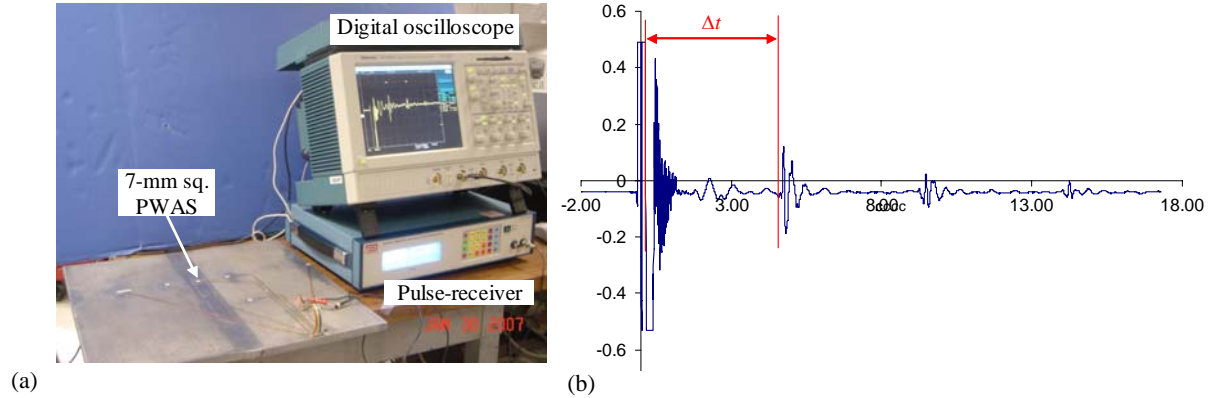 Digital oscilloscope
7-mm sq.
PWAS
Pulse-receiver
JAN 30 2007
(a)
0.6
Δt
0.4
0.2
0
-2.00 3.00 8.00 13.00 18.00
-0.2
-0.4
-0.6
(b)